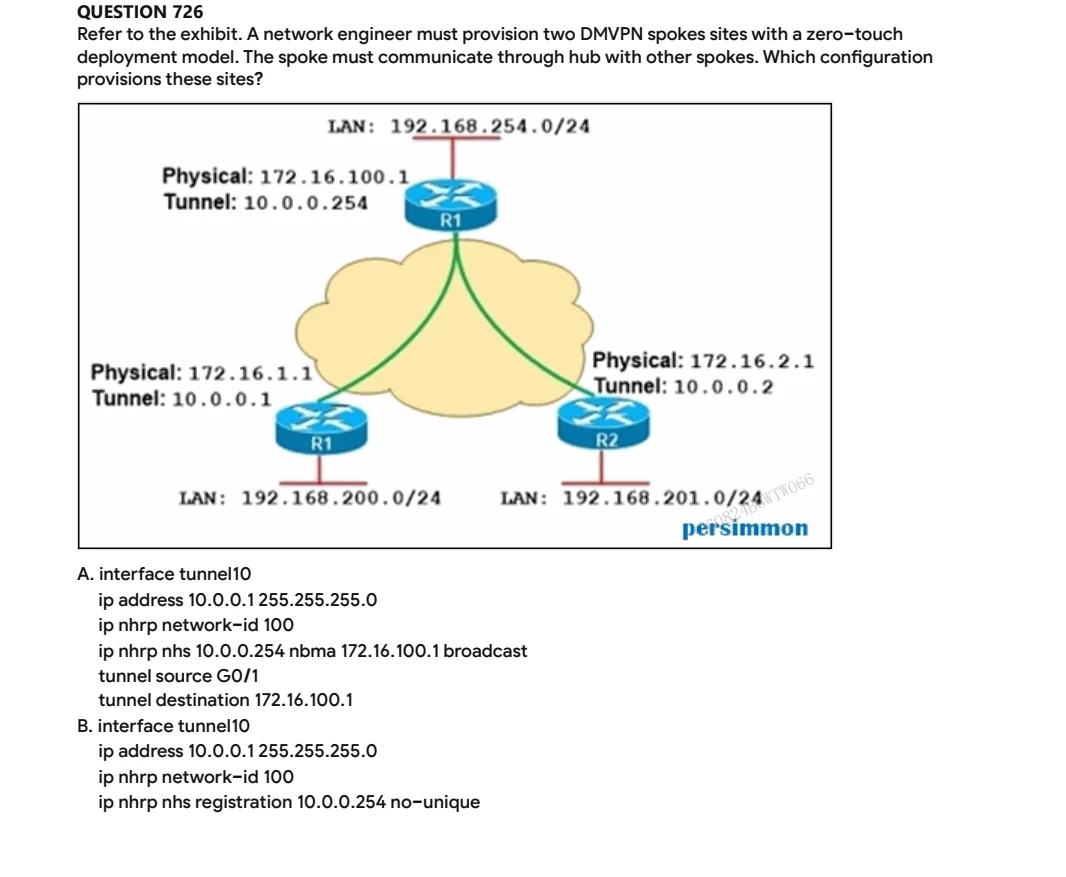 QUESTION 726
Refer to the exhibit. A network engineer must provision two DMVPN spokes sites with a zero-touch
deployment model. The spoke must communicate through hub with other spokes. Which configuration
provisions these sites?
LAN: 192.168.254.0/24
Physical: 172.16.100.1
Tunnel: 10.0.0.254
R1
Physical: 172.16.1.1
Tunnel: 10.0.0.1
Physical: 172.16.2.1
Tunnel: 10.0.0.2
R1
R2
LAN: 192.168.200.0/24
LAN: 192.168.201.0/24
persimmon
A. interface tunnel10
ip address 10.0.0.1 255.255.255.0
ip nhrp network-id 100
ip nhrp nhs 10.0.0.254 nbma 172.16.100.1 broadcast
tunnel source G0/1
tunnel destination 172.16.100.1
B. interface tunnel10
ip address 10.0.0.1 255.255.255.0
ip nhrp network-id 100
ip nhrp nhs registration 10.0.0.254 no-unique